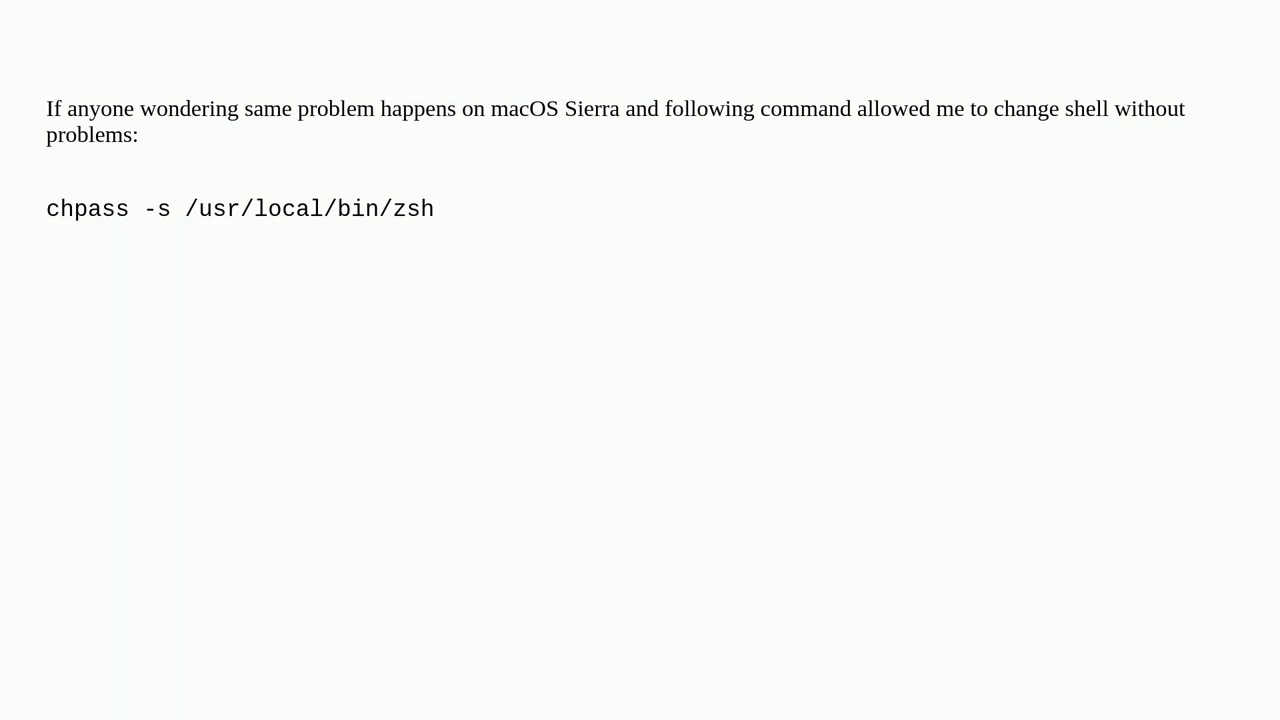 If anyone wondering same problem happens on macOS Sierra and following command allowed me to change shell without
problems:
chpass -s /usr/local/bin/zsh